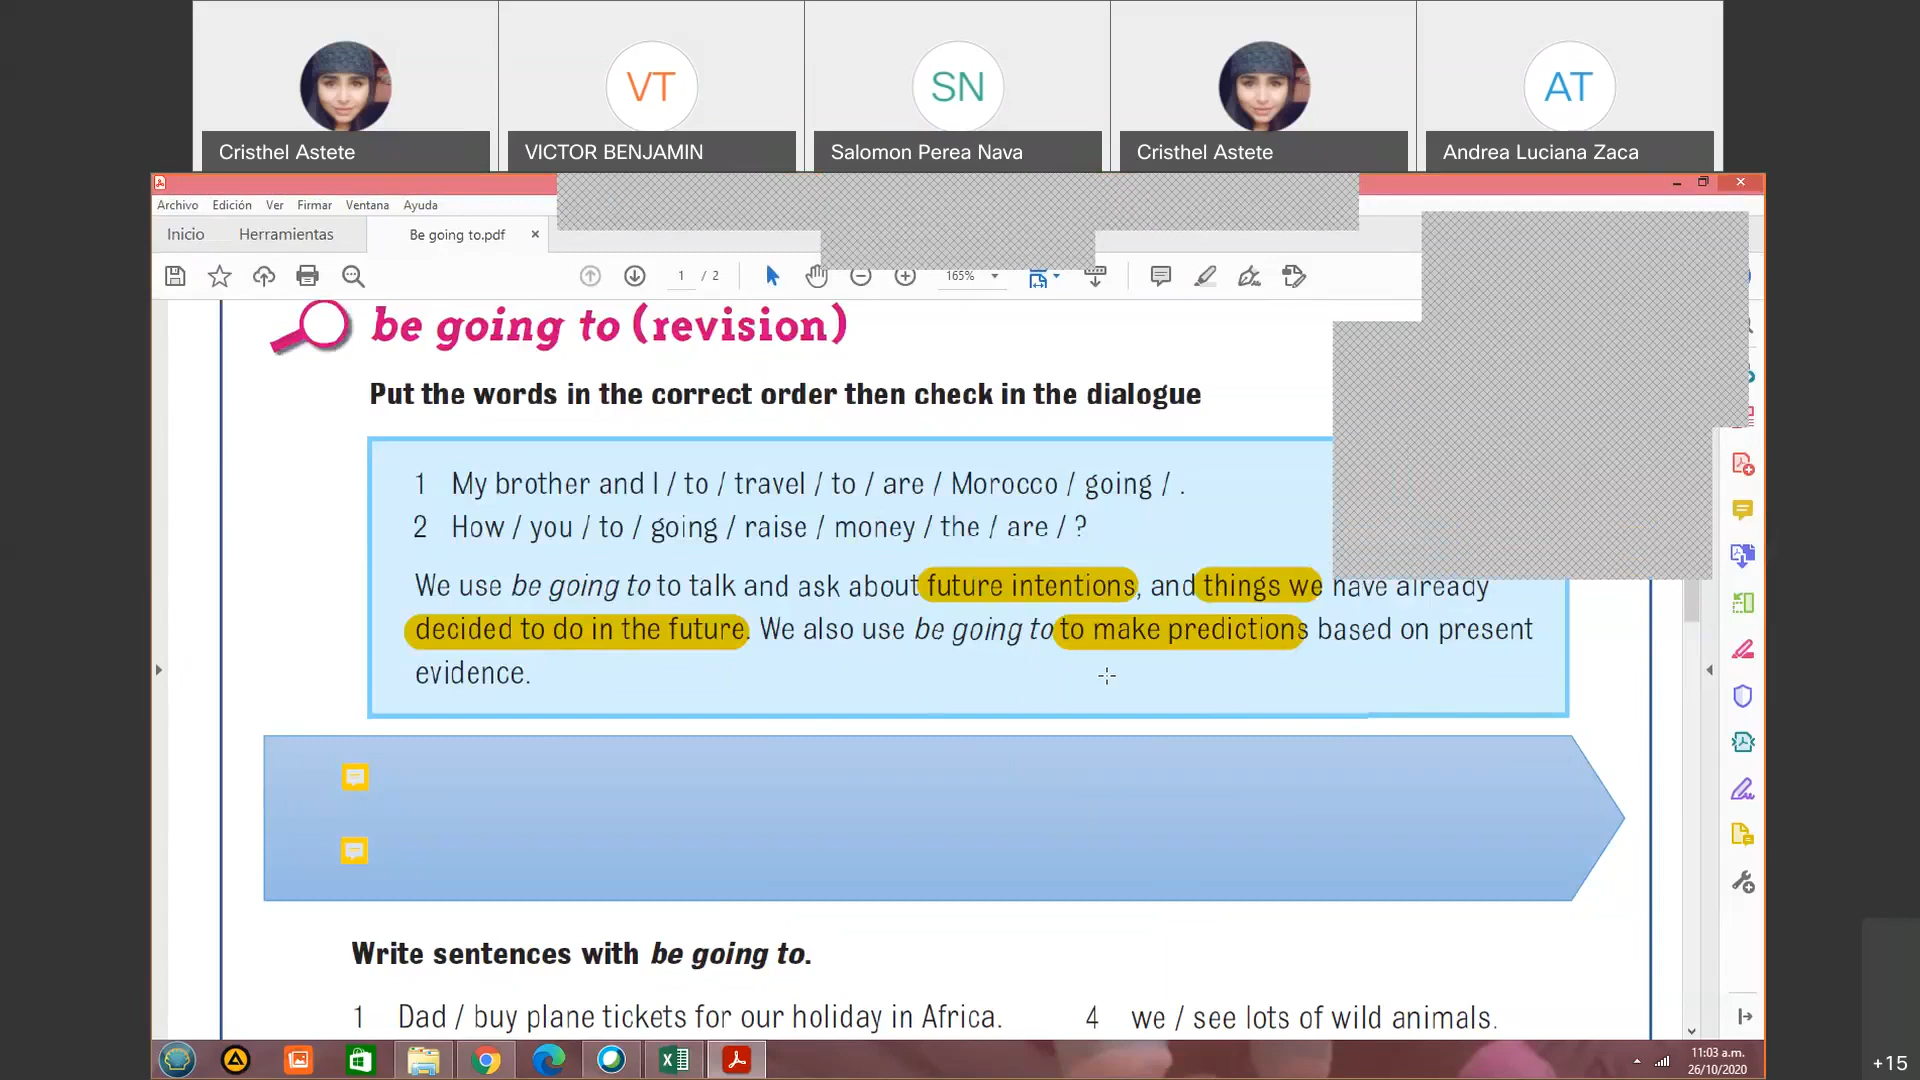 VT
SN
AT
Cristhel Astete
VICTOR BENJAMIN
Salomon Perea Nava
Cristhel Astete
Andrea Luciana Zaca
Archivo Edición Ver Firmar Ventana Ayuda
Inicio Herramientas Be going to.pdf ×
1 / 2 165%
be going to (revision)
Put the words in the correct order then check in the dialogue
1 My brother and I / to / travel / to / are / Morocco / going / .
2 How / you / to / going / raise / money / the / are / ?
We use be going to to talk and ask about future intentions, and things we have already
decided to do in the future. We also use be going to to make predictions based on present
evidence.
Write sentences with be going to.
1 Dad / buy plane tickets for our holiday in Africa.
4 we / see lots of wild animals.
11:03 a.m.
26/10/2020
+15